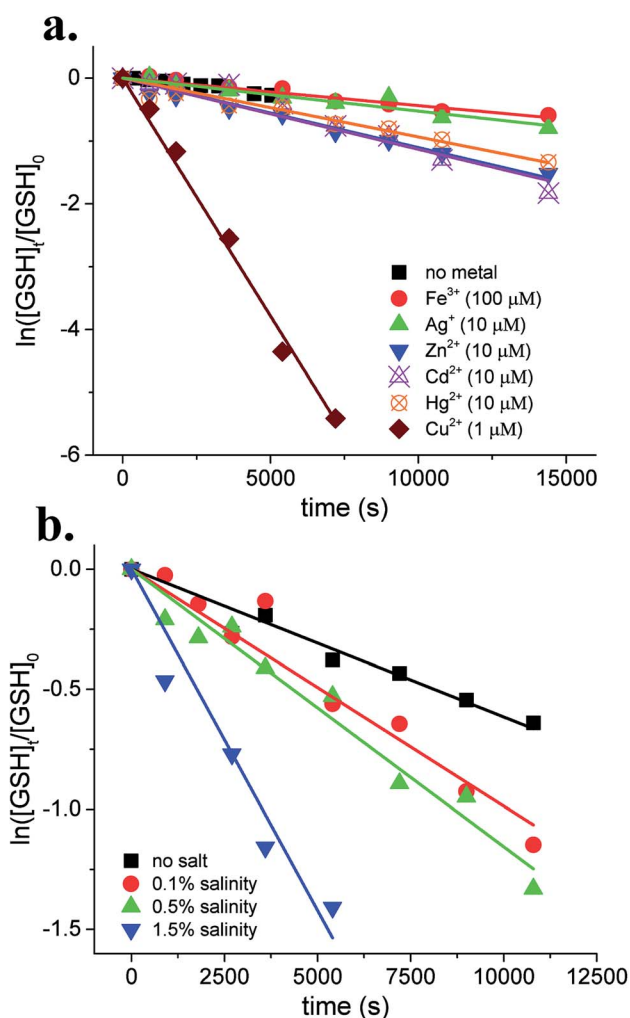 a.
0
-2
-4
-6
ln([GSH]t/[GSH]0
no metal
Fe3+ (100 μM)
Ag+ (10 μM)
Zn2+ (10 μM)
Cd2+ (10 μM)
Hg2+ (10 μM)
Cu2+ (1 μM)
0 5000 10000 15000
time (s)
b.
0.0
-0.5
-1.0
-1.5
ln([GSH]t/[GSH]0
no salt
0.1% salinity
0.5% salinity
1.5% salinity
0 2500 5000 7500 10000 12500
time (s)